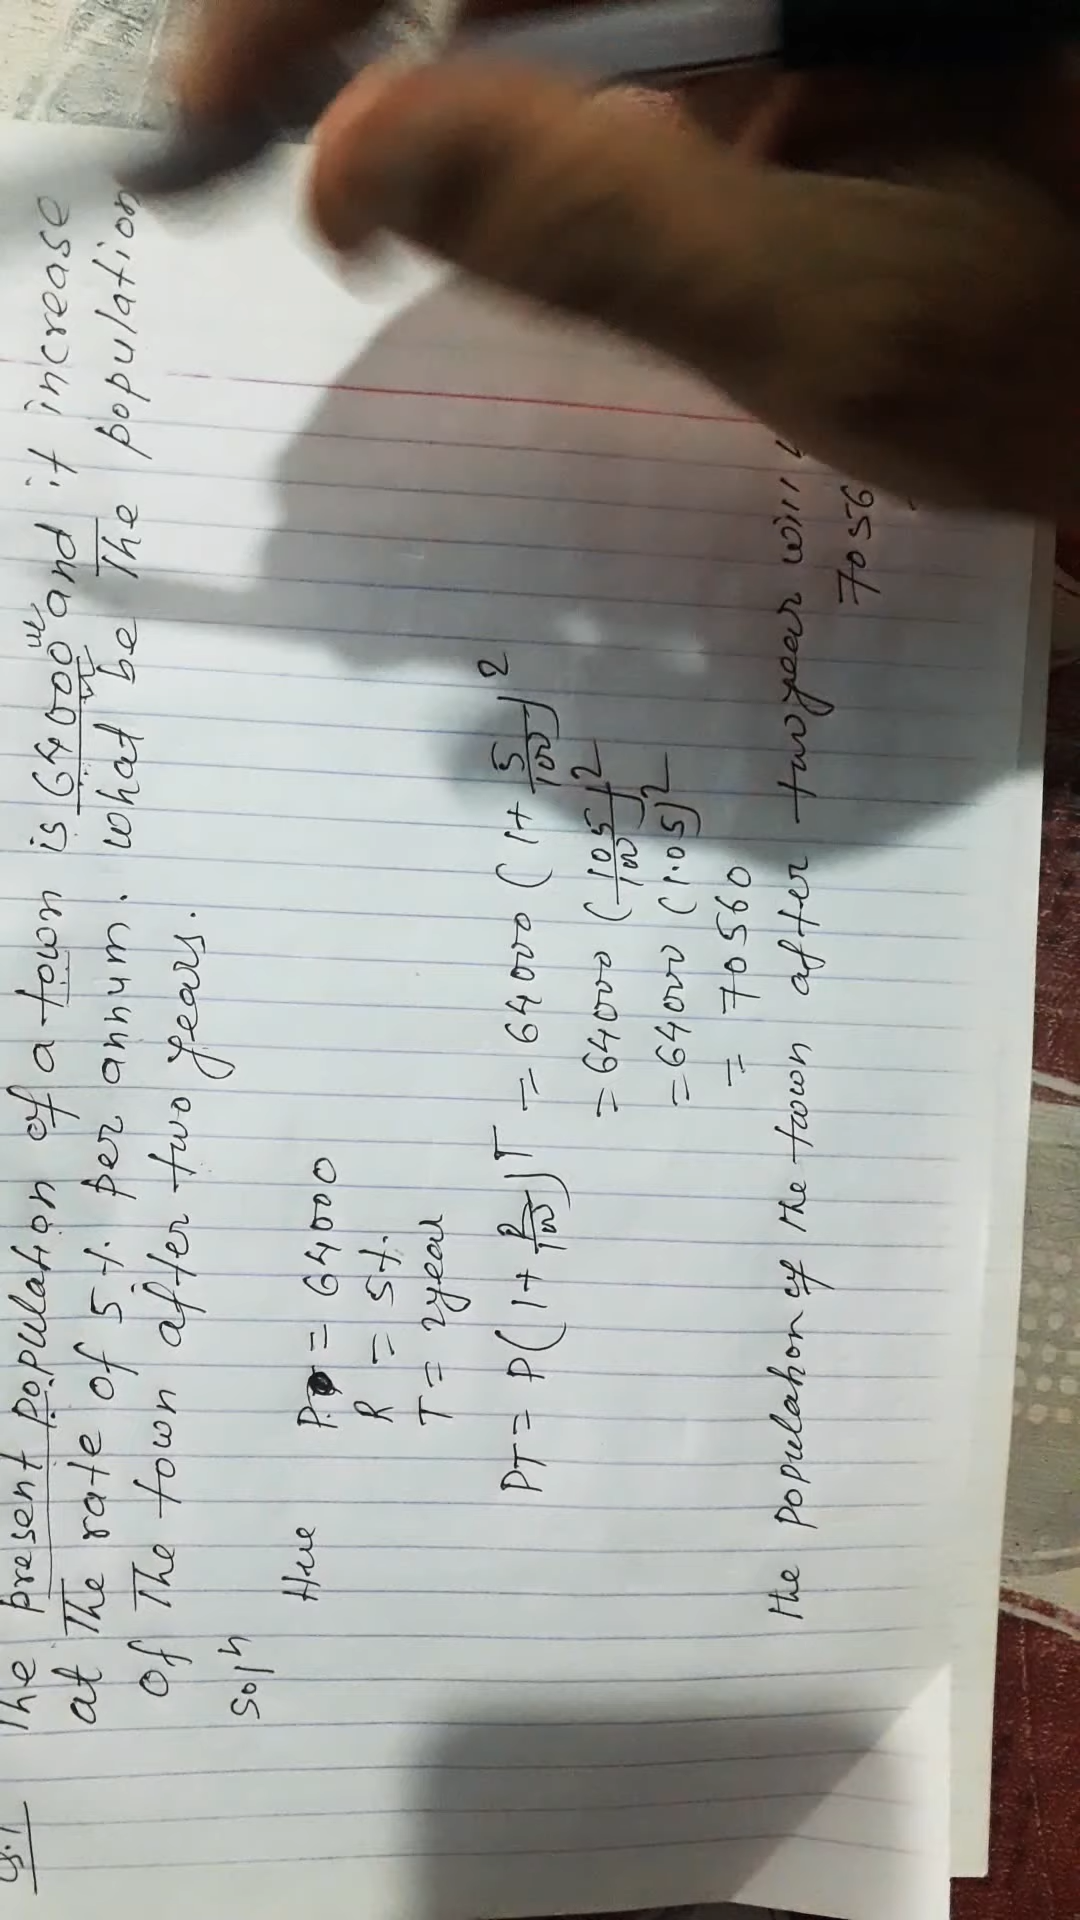 Q.1 The present population of a town is 64000 and it increase
at The rate of 5% per annum. what be The population
of The town after two years.
Soln
Here P = 64000
R = 5%
T = 2year
PT = P(1+R/100)T = 64000 (1+5/100)2
= 64000 (105/100)2
= 64000 (1.05)2
= 70560
The population of the town after two year will
7056